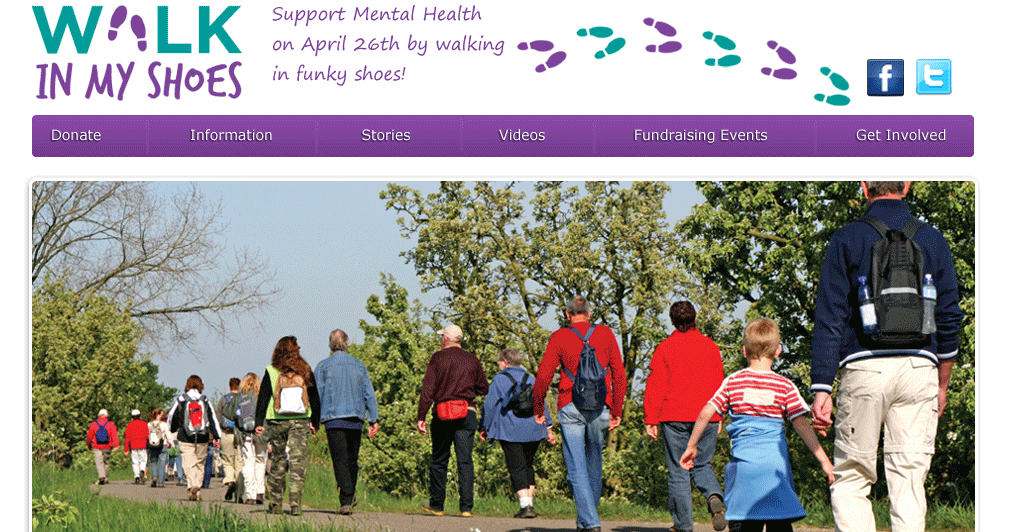 WALK
IN MY SHOES
Support Mental Health
on April 26th by walking
in funky shoes!
Donate Information Stories Videos Fundraising Events Get Involved